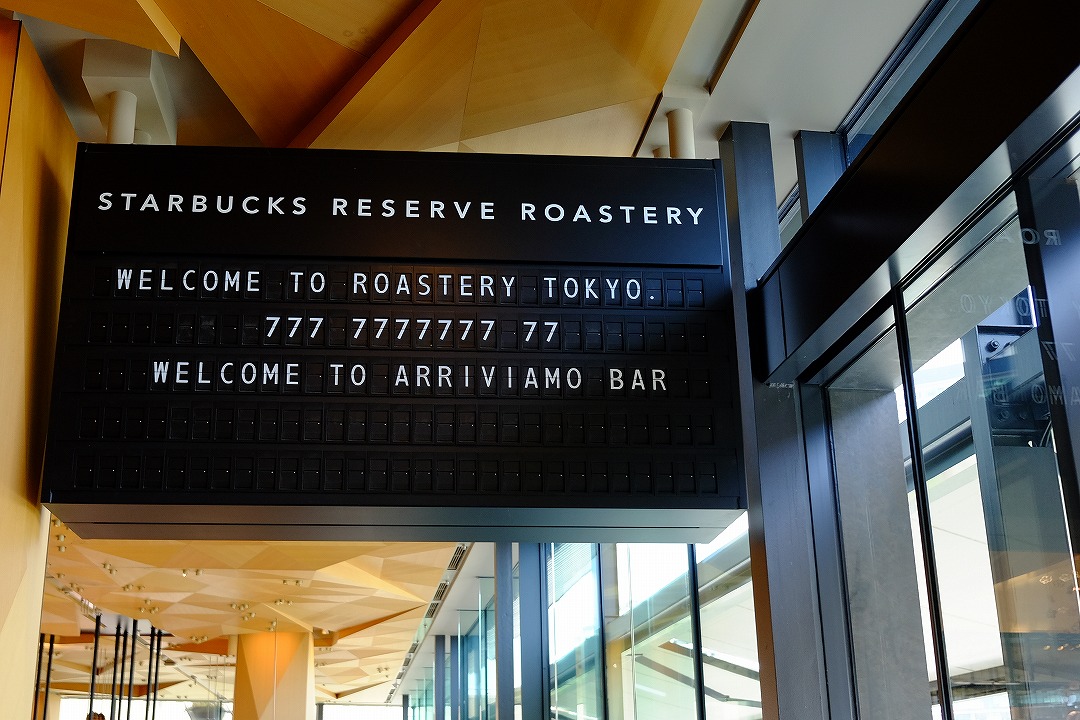 STARBUCKS RESERVE ROASTERY
WELCOME TO ROASTERY TOKYO.
777 7777777 77
WELCOME TO ARRIVIAMO BAR